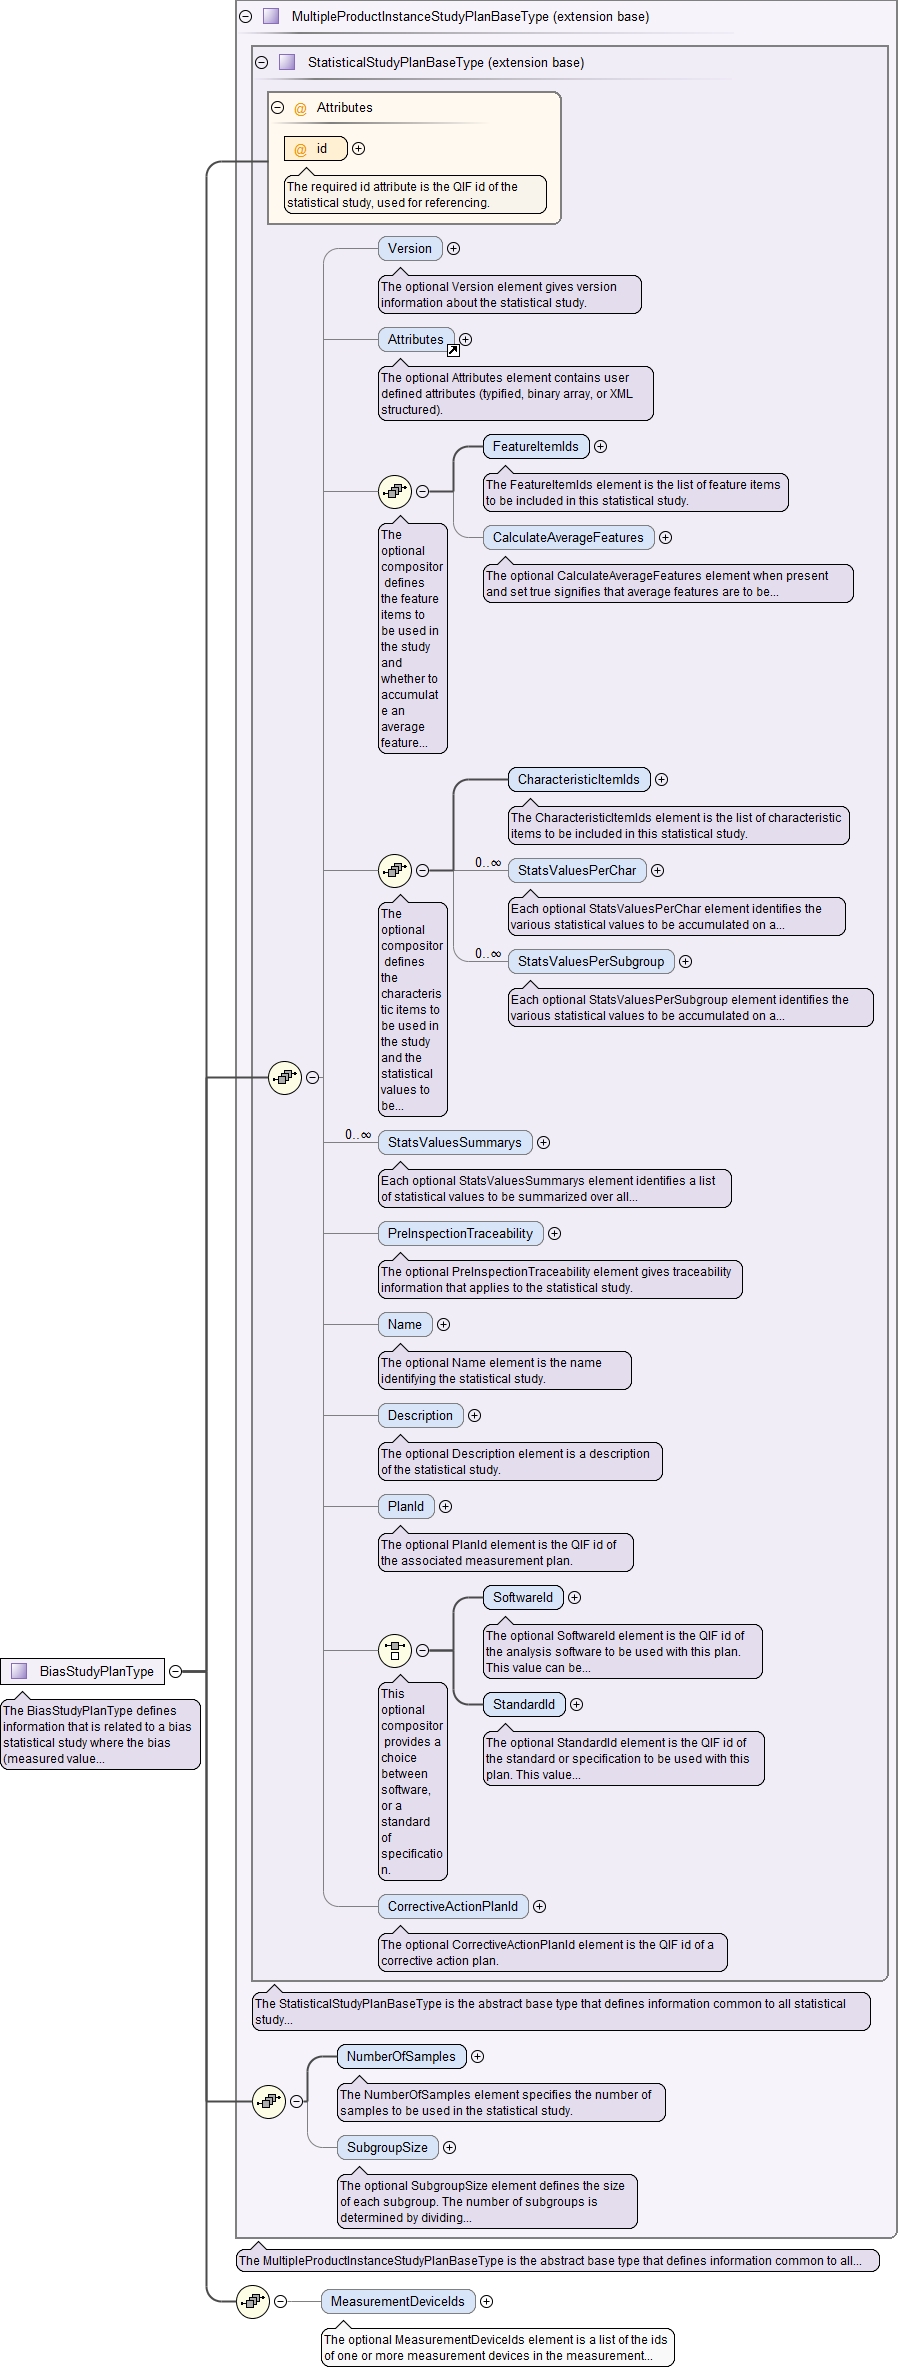 MultipleProductInstanceStudyPlanBaseType (extension base)
StatisticalStudyPlanBaseType (extension base)
@ Attributes
@ id
The required id attribute is the QIF id of the
statistical study, used for referencing.
Version
The optional Version element gives version
information about the statistical study.
Attributes
The optional Attributes element contains user
defined attributes (typified, binary array, or XML
structured).
FeatureItemIds
The FeatureItemIds element is the list of feature items
to be included in this statistical study.
CalculateAverageFeatures
The optional CalculateAverageFeatures element when present
and set true signifies that average features are to be...
The
optional
compositor
defines
the feature
items to
be used in
the study
and
whether to
accumulat
e an
average
feature...
CharacteristicItemIds
The CharacteristicItemIds element is the list of characteristic
items to be included in this statistical study.
0..∞
StatsValuesPerChar
Each optional StatsValuesPerChar element identifies the
various statistical values to be accumulated on a...
0..∞
StatsValuesPerSubgroup
Each optional StatsValuesPerSubgroup element identifies the
various statistical values to be accumulated on a...
The
optional
compositor
defines
the
characteris
tic items to
be used in
the study
and the
statistical
values to
be...
0..∞
StatsValuesSummarys
Each optional StatsValuesSummarys element identifies a list
of statistical values to be summarized over all...
PreInspectionTraceability
The optional PreInspectionTraceability element gives traceability
information that applies to the statistical study.
Name
The optional Name element is the name
identifying the statistical study.
Description
The optional Description element is a description
of the statistical study.
PlanId
The optional PlanId element is the QIF id of
the associated measurement plan.
SoftwareId
The optional SoftwareId element is the QIF id of
the analysis software to be used with this plan.
This value can be...
StandardId
The optional StandardId element is the QIF id of
the standard or specification to be used with this
plan. This value...
This
optional
compositor
provides a
choice
between
software,
or a
standard
of
specificatio
n.
BiasStudyPlanType
The BiasStudyPlanType defines
information that is related to a bias
statistical study where the bias
(measured value...
CorrectiveActionPlanId
The optional CorrectiveActionPlanId element is the QIF id of a
corrective action plan.
The StatisticalStudyPlanBaseType is the abstract base type that defines information common to all statistical
study...
NumberOfSamples
The NumberOfSamples element specifies the number of
samples to be used in the statistical study.
SubgroupSize
The optional SubgroupSize element defines the size
of each subgroup. The number of subgroups is
determined by dividing...
The MultipleProductInstanceStudyPlanBaseType is the abstract base type that defines information common to all...
MeasurementDeviceIds
The optional MeasurementDeviceIds element is a list of the ids
of one or more measurement devices in the measurement...